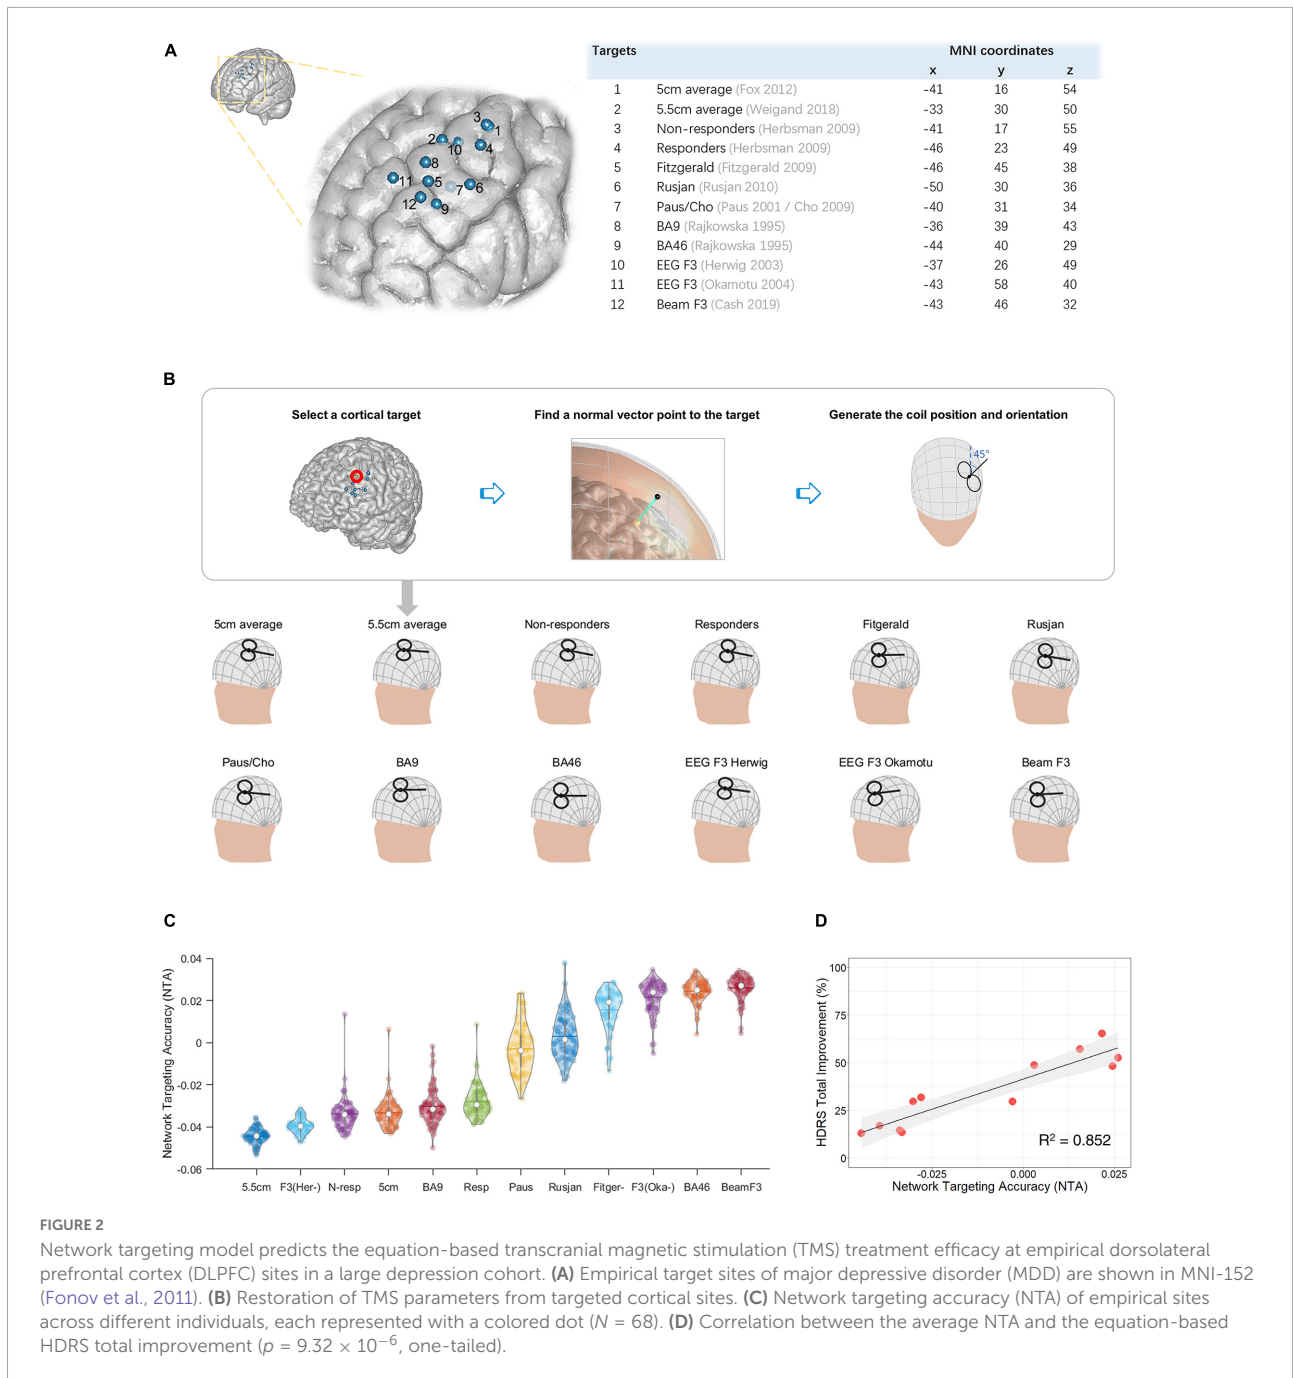 A
Targets MNI coordinates
x y z
1 5cm average (Fox 2012) -41 16 54
2 5.5cm average (Weigand 2018) -33 30 50
3 Non-responders (Herbsman 2009) -41 17 55
4 Responders (Herbsman 2009) -46 23 49
5 Fitzgerald (Fitzgerald 2009) -46 45 38
6 Rusjan (Rusjan 2010) -50 30 36
7 Paus/Cho (Paus 2001 / Cho 2009) -40 31 34
8 BA9 (Rajkowska 1995) -36 39 43
9 BA46 (Rajkowska 1995) -44 40 29
10 EEG F3 (Herwig 2003) -37 26 49
11 EEG F3 (Okamotu 2004) -43 58 40
12 Beam F3 (Cash 2019) -43 46 32
3
1
2
10
4
8
11
5
7
6
12
9
B
Select a cortical target
Find a normal vector point to the target
Generate the coil position and orientation
45°
5cm average 5.5cm average Non-responders Responders Fitgerald Rusjan
Paus/Cho BA9 BA46 EEG F3 Herwig EEG F3 Okamotu Beam F3
C
Network Targeting Accuracy (NTA)
0.04
0.02
0
-0.02
-0.04
-0.06
5.5cm F3(Her-) N-resp 5cm BA9 Resp Paus Rusjan Fitger- F3(Oka-) BA46 BeamF3
D
HDRS Total Improvement (%)
100
75
50
25
0
R² = 0.852
-0.025 0.000 0.025
Network Targeting Accuracy (NTA)
FIGURE 2
Network targeting model predicts the equation-based transcranial magnetic stimulation (TMS) treatment efficacy at empirical dorsolateral
prefrontal cortex (DLPFC) sites in a large depression cohort. (A) Empirical target sites of major depressive disorder (MDD) are shown in MNI-152
(Fonov et al., 2011). (B) Restoration of TMS parameters from targeted cortical sites. (C) Network targeting accuracy (NTA) of empirical sites
across different individuals, each represented with a colored dot (N = 68). (D) Correlation between the average NTA and the equation-based
HDRS total improvement (p = 9.32 × 10⁻⁶, one-tailed).